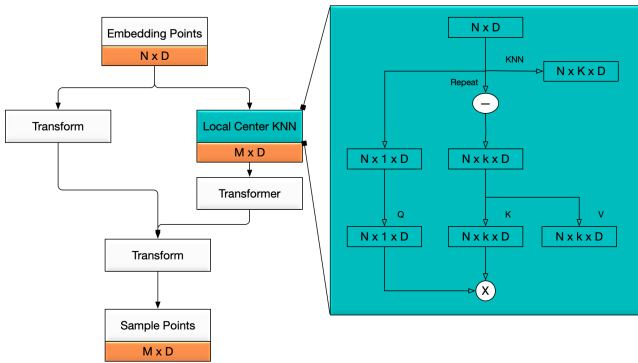 Embedding Points
N x D
Transform
Local Center KNN
M x D
Transformer
Transform
Sample Points
M x D
N x D
KNN
N x K x D
Repeat
—
N x 1 x D
N x k x D
Q
K
V
N x 1 x D
N x k x D
N x k x D
X